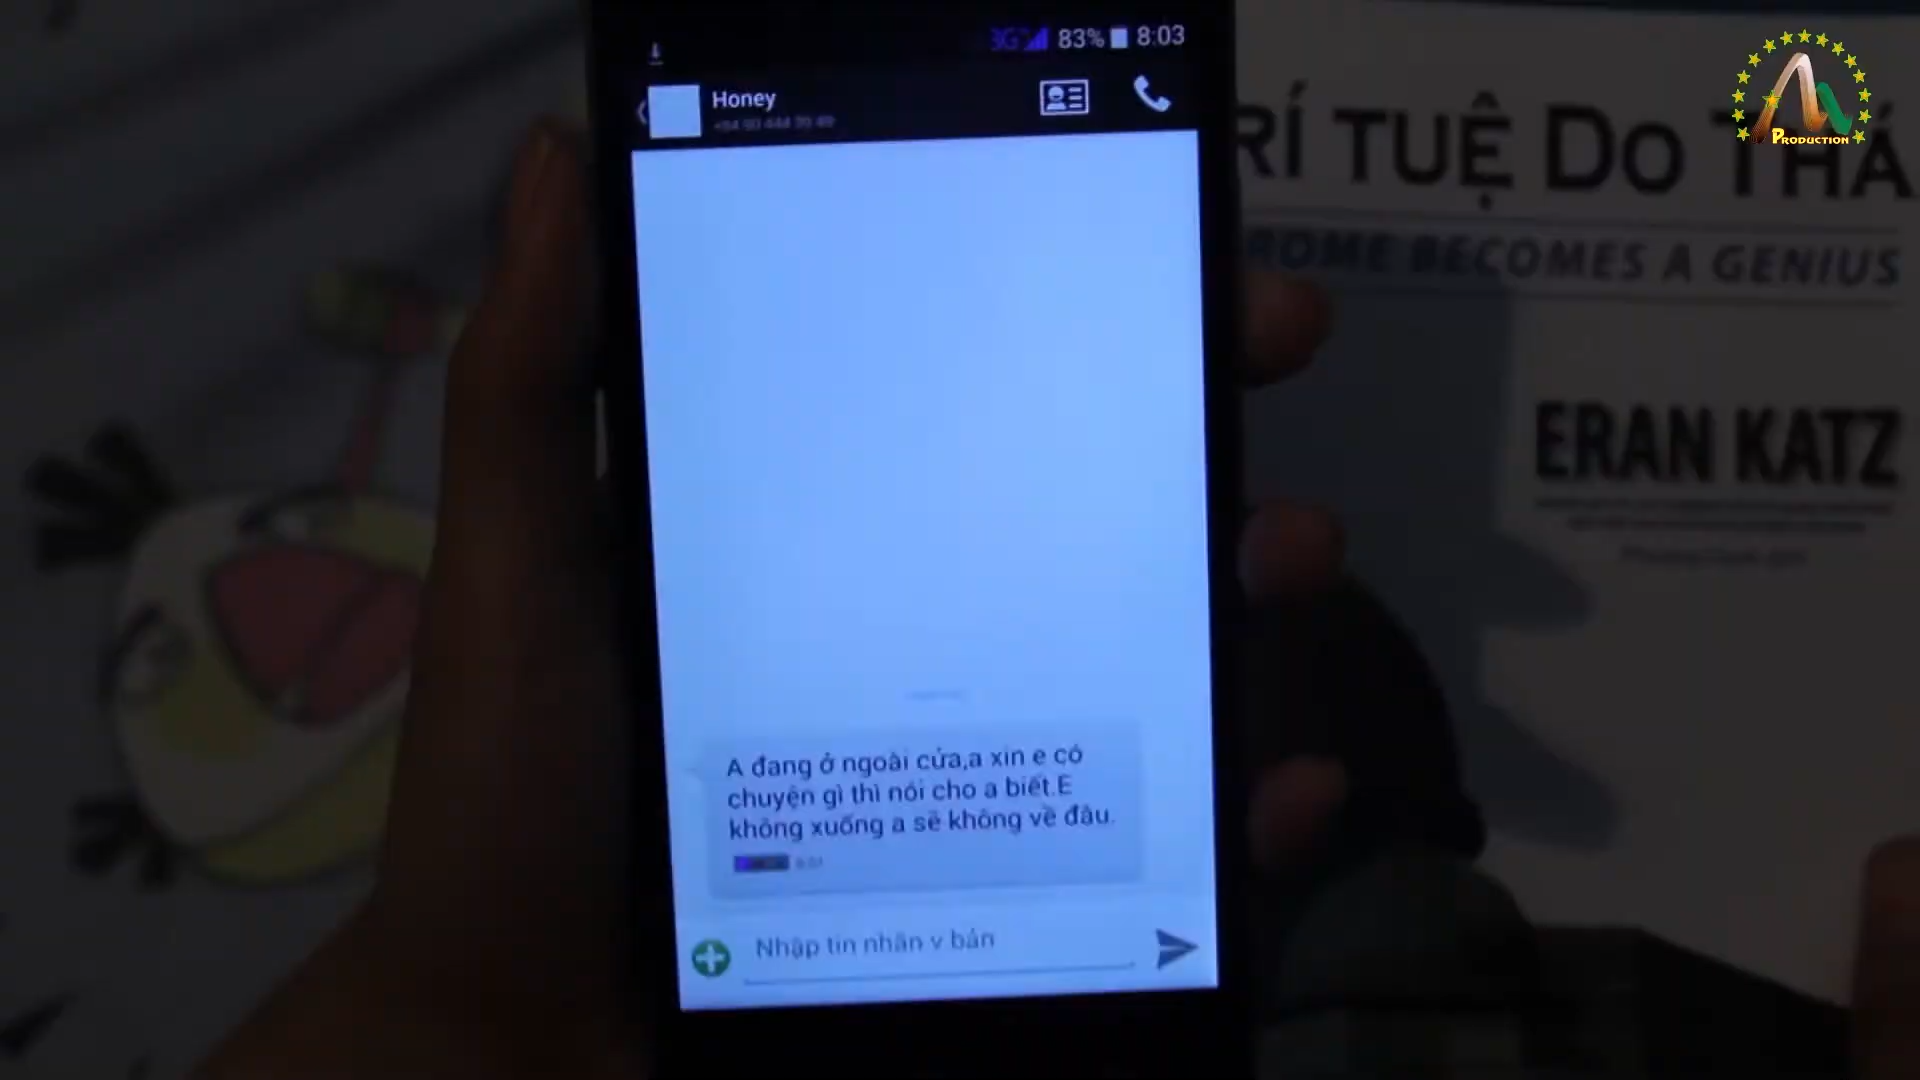 3G 83% 8:03
Honey
PRODUCTION
RÍ TUỆ DO THÁ
ROME BECOMES A GENIUS
ERAN KATZ
A đang ở ngoài cửa,a xin e có
chuyện gì thì nói cho a biết.E
không xuống a sẽ không về đâu.
Nhập tin nhắn v bản